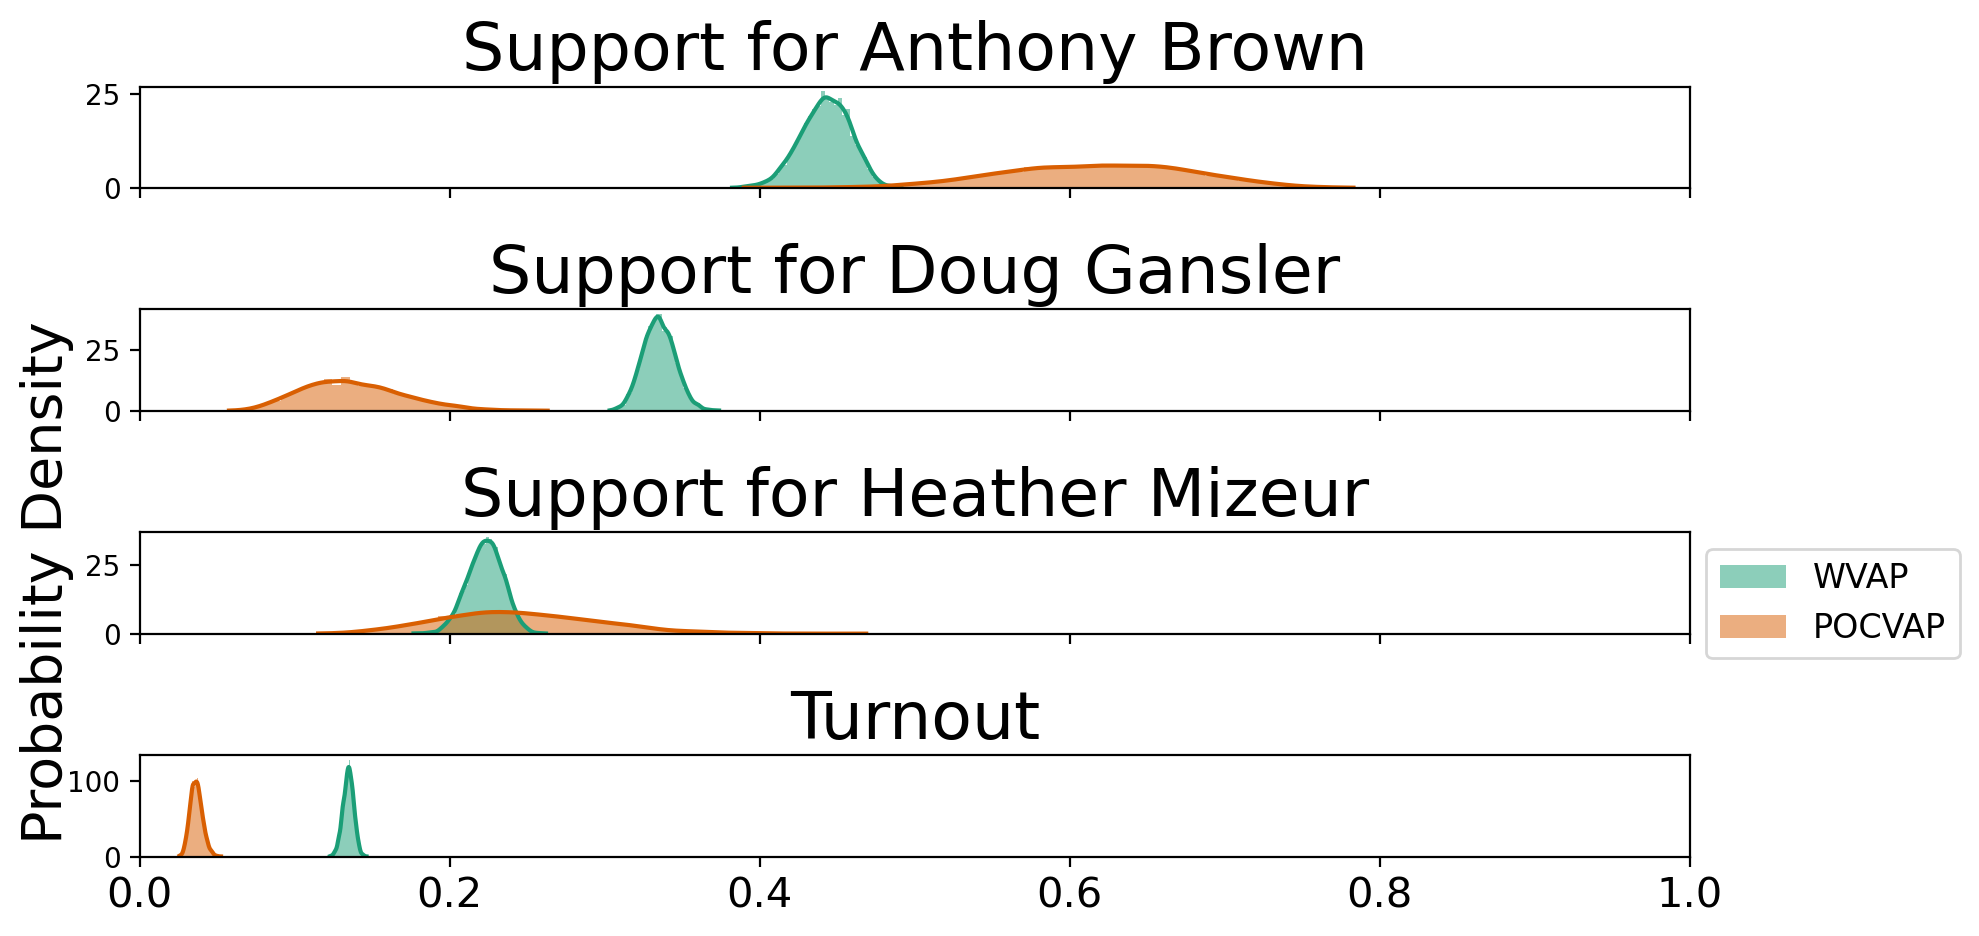 Support for Anthony Brown
25
0
Support for Doug Gansler
25
0
Support for Heather Mizeur
25
0
Turnout
100
0
0.0 0.2 0.4 0.6 0.8 1.0
Probability Density
WVAP
POCVAP